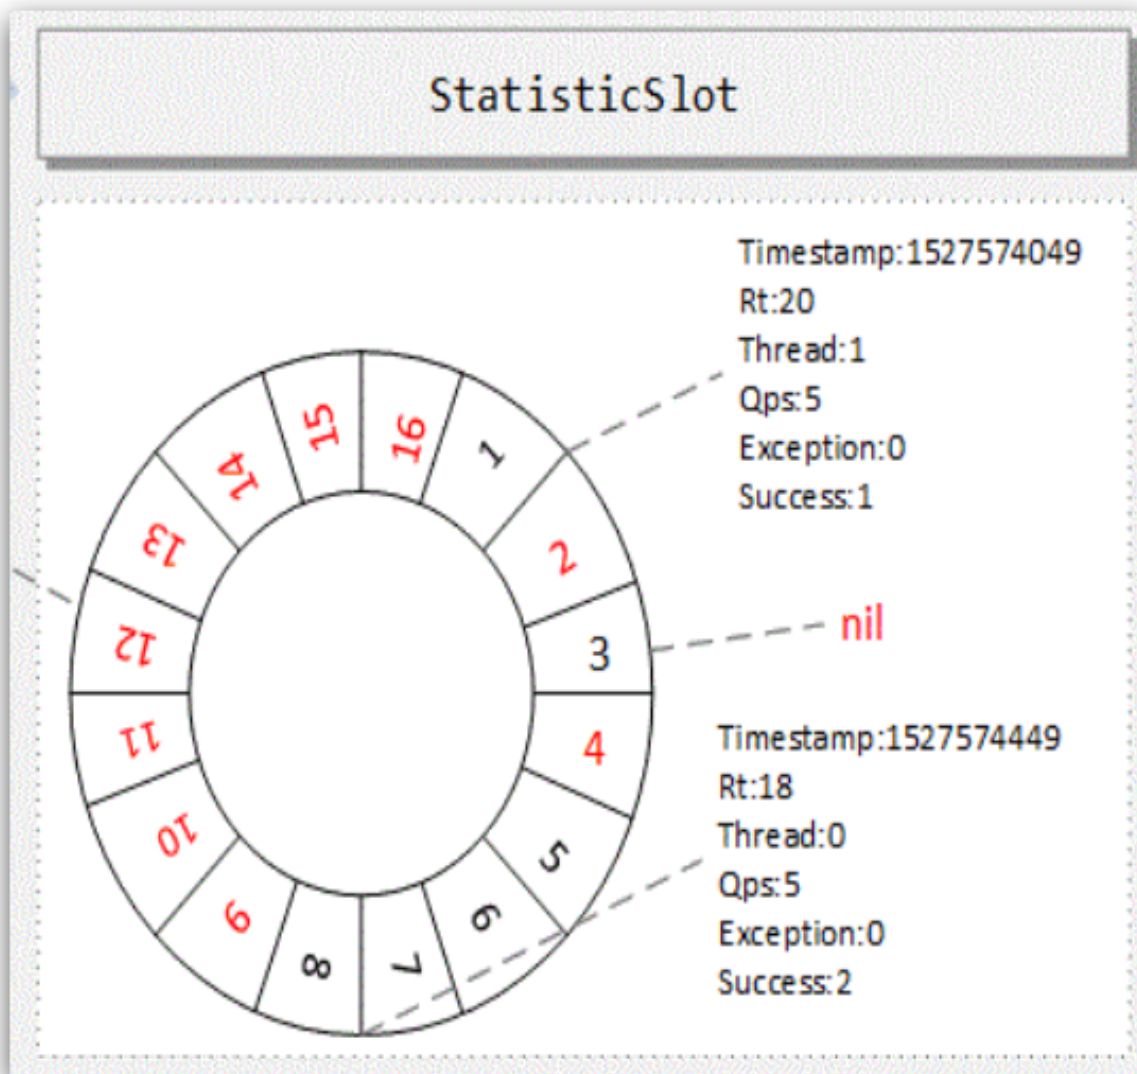 StatisticSlot
Timestamp:1527574049
Rt:20
Thread:1
Qps:5
Exception:0
Success:1
nil
Timestamp:1527574449
Rt:18
Thread:0
Qps:5
Exception:0
Success:2
1
2
3
4
5
6
7
8
9
10
11
12
13
14
15
16